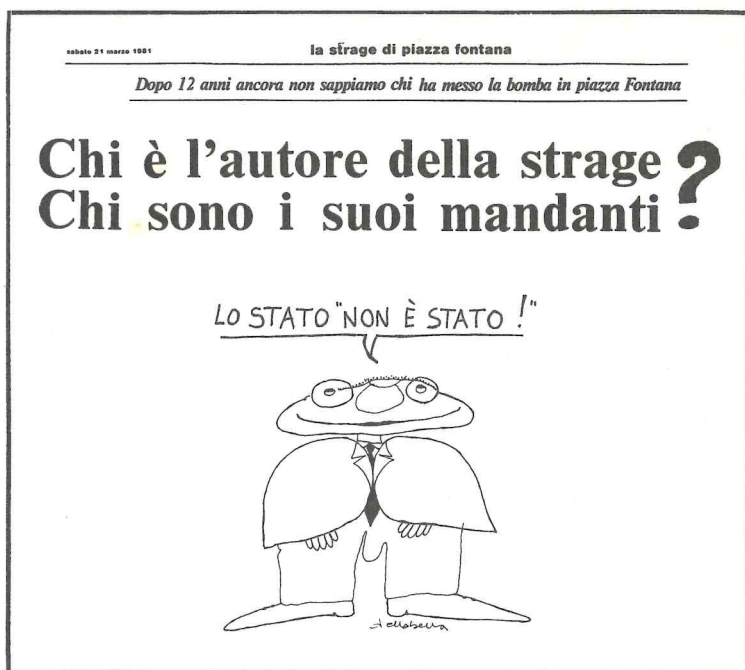 sabato 21 marzo 1981
la strage di piazza fontana
Dopo 12 anni ancora non sappiamo chi ha messo la bomba in piazza Fontana
Chi è l'autore della strage ?
Chi sono i suoi mandanti
LO STATO "NON È STATO !"
dellabella